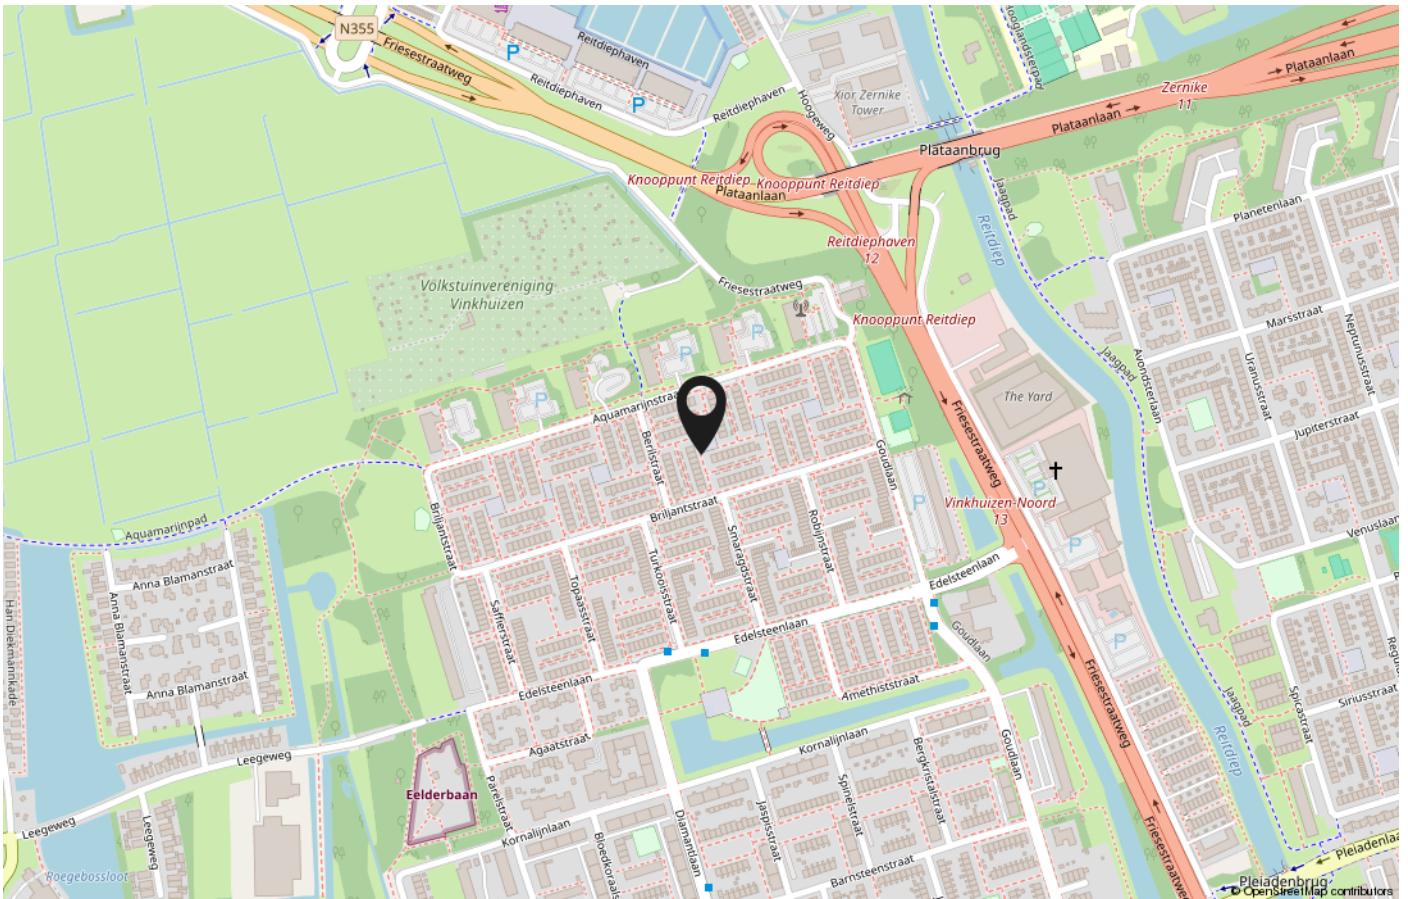 N355
Friesestraatweg
P
Reitdiephaven
Reitdiephaven
P
Reitdiephaven
Hoogeweg
Xior Zernike
Tower
Hooglandsterpad
Plataanlaan
Zernike
11
Plataanlaan
Plataanbrug
Knooppunt Reitdiep
Knooppunt Reitdiep
Plataanlaan
Jaagpad
Planetenlaan
Reitdiep
Reitdiephaven
12
Volkstuinvereniging
Vinkhuizen
Friesestraatweg
Knooppunt Reitdiep
Marsstraat
Neptunusstraat
P
P
Jaagpad
Avondsterlaan
Uranusstraat
The Yard
P
Aquamarijnstraat
Friesestraatweg
Jupiterstraat
Berilstraat
Goudlaan
P
P
Vinkhuizen-Noord
13
Briljantstraat
Briljantstraat
Robijnstraat
Smaragdstraat
Aquamarijnpad
Venuslaan
P
Turkooisstraat
Topaasstraat
Saffierstraat
Edelsteenlaan
Anna Blamanstraat
Anna Blamanstraat
Han Diekmannkade
Edelsteenlaan
Goudlaan
P
Friesestraatweg
Anna Blamanstraat
Edelsteenlaan
Amethiststraat
Jaagpad
Spicastraat
Siriusstraat
Reitdiep
Agaatstraat
Kornalijnlaan
Goudlaan
Bergkristalstraat
Leegeweg
Parelstraat
Eelderbaan
Spinelstraat
Jaspisstraat
Diamantlaan
Leegeweg
Leegeweg
Kornalijnlaan
Friesestraatweg
Pleiadenlaa
Barnsteenstraat
Roegebossloot
Pleiadenbrug
© OpenStreetMap contributors